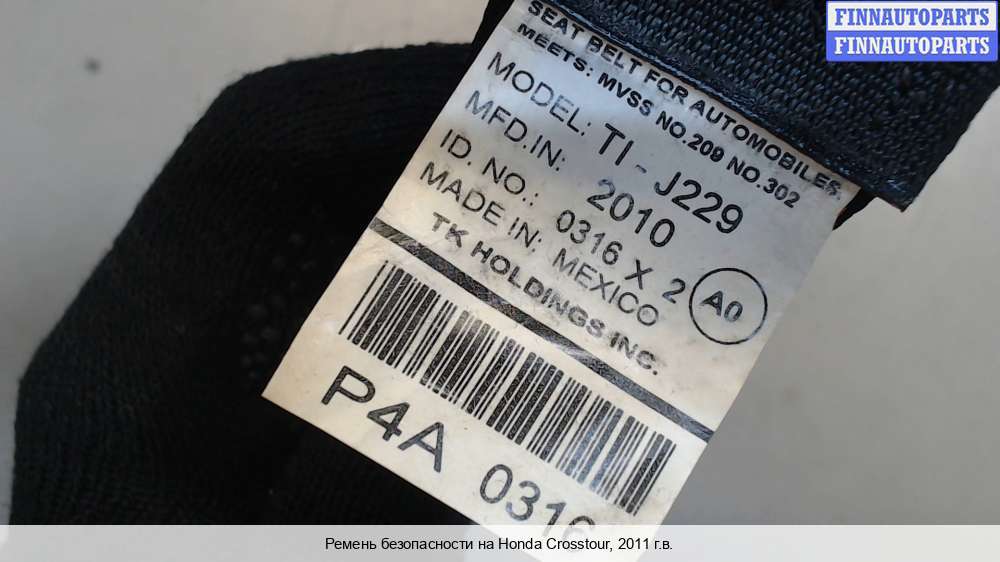 FINNAUTOPARTS
FINNAUTOPARTS
SEAT BELT FOR AUTOMOBILES.
MEETS: MVSS NO.209 NO.302
MODEL: TI - J229
MFD.IN: 2010
ID. NO.: 0316 X 2 A0
MADE IN: MEXICO
TK HOLDINGS INC.
P4A 0316
Ремень безопасности на Honda Crosstour, 2011 г.в.